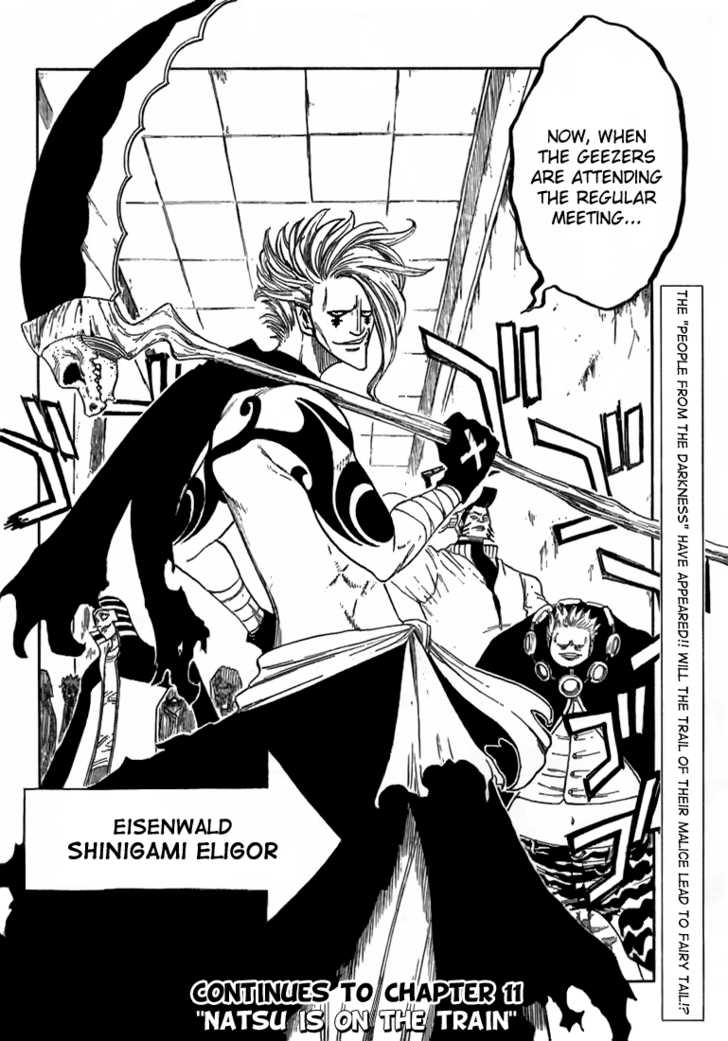 NOW, WHEN
THE GEEZERS
ARE ATTENDING
THE REGULAR
MEETING...
THE "PEOPLE FROM THE DARKNESS" HAVE APPEARED!! WILL THE TRAIL OF THEIR MALICE LEAD TO FAIRY TAIL!?
EISENWALD
SHINIGAMI ELIGOR
CONTINUES TO CHAPTER 11
"NATSU IS ON THE TRAIN"